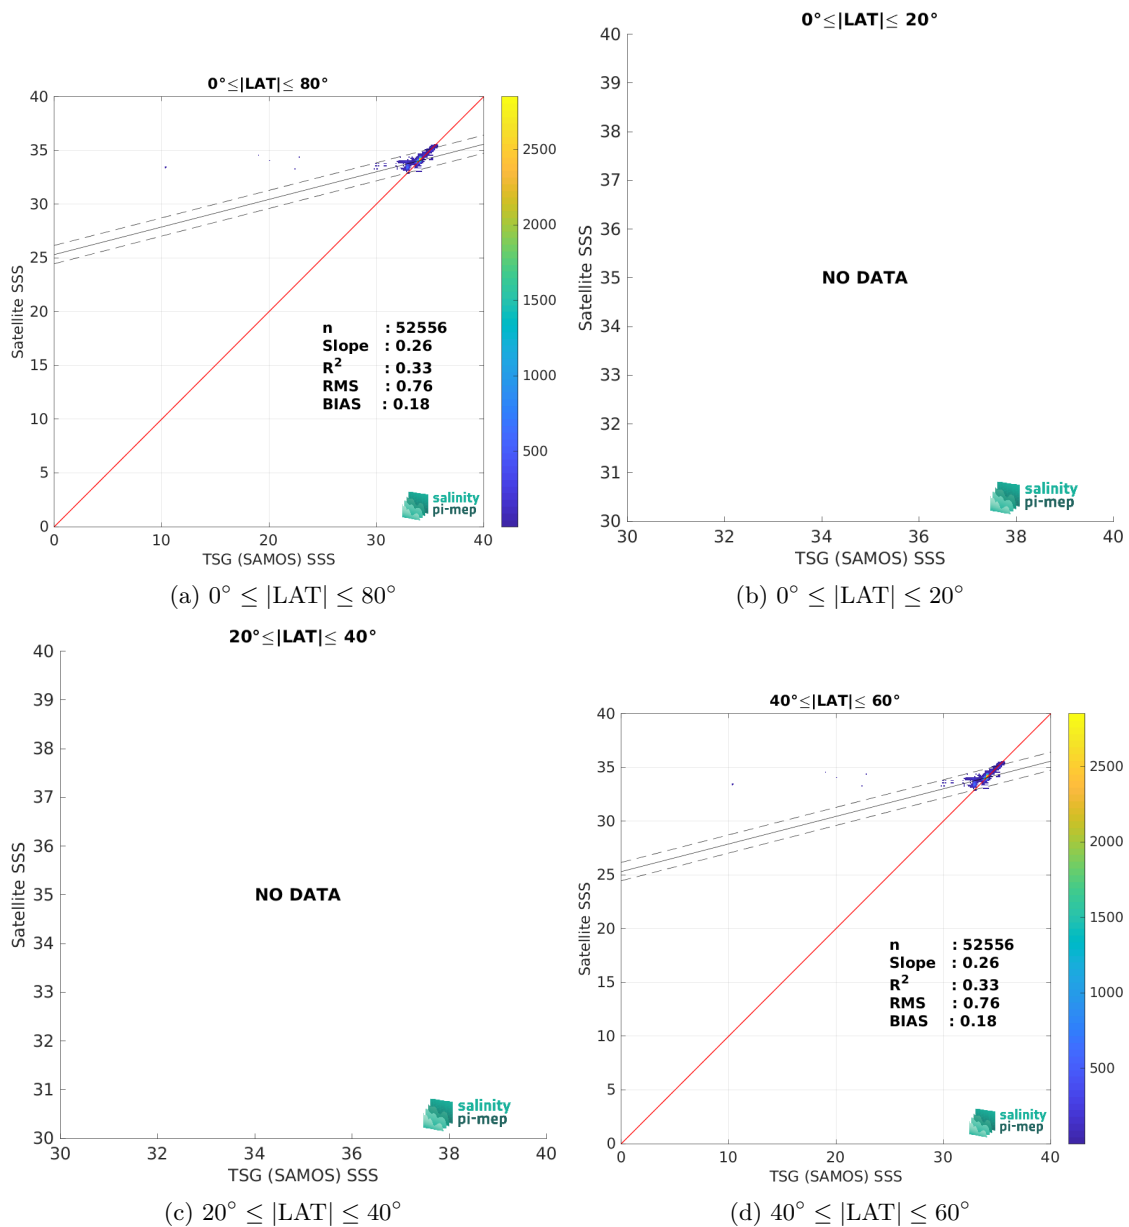 0°≤|LAT|≤ 80°
40
35
30
25
20
15
10
5
0
Satellite SSS
n : 52556
Slope : 0.26
R² : 0.33
RMS : 0.76
BIAS : 0.18
salinity
pi-mep
0 10 20 30 40
TSG (SAMOS) SSS
2500
2000
1500
1000
500
(a) 0° ≤ |LAT| ≤ 80°
0°≤|LAT|≤ 20°
40
39
38
37
36
35
34
33
32
31
30
Satellite SSS
NO DATA
salinity
pi-mep
30 32 34 36 38 40
TSG (SAMOS) SSS
(b) 0° ≤ |LAT| ≤ 20°
20°≤|LAT|≤ 40°
40
39
38
37
36
35
34
33
32
31
30
Satellite SSS
NO DATA
salinity
pi-mep
30 32 34 36 38 40
TSG (SAMOS) SSS
(c) 20° ≤ |LAT| ≤ 40°
40°≤|LAT|≤ 60°
40
35
30
25
20
15
10
5
0
Satellite SSS
n : 52556
Slope : 0.26
R² : 0.33
RMS : 0.76
BIAS : 0.18
salinity
pi-mep
0 10 20 30 40
TSG (SAMOS) SSS
2500
2000
1500
1000
500
(d) 40° ≤ |LAT| ≤ 60°